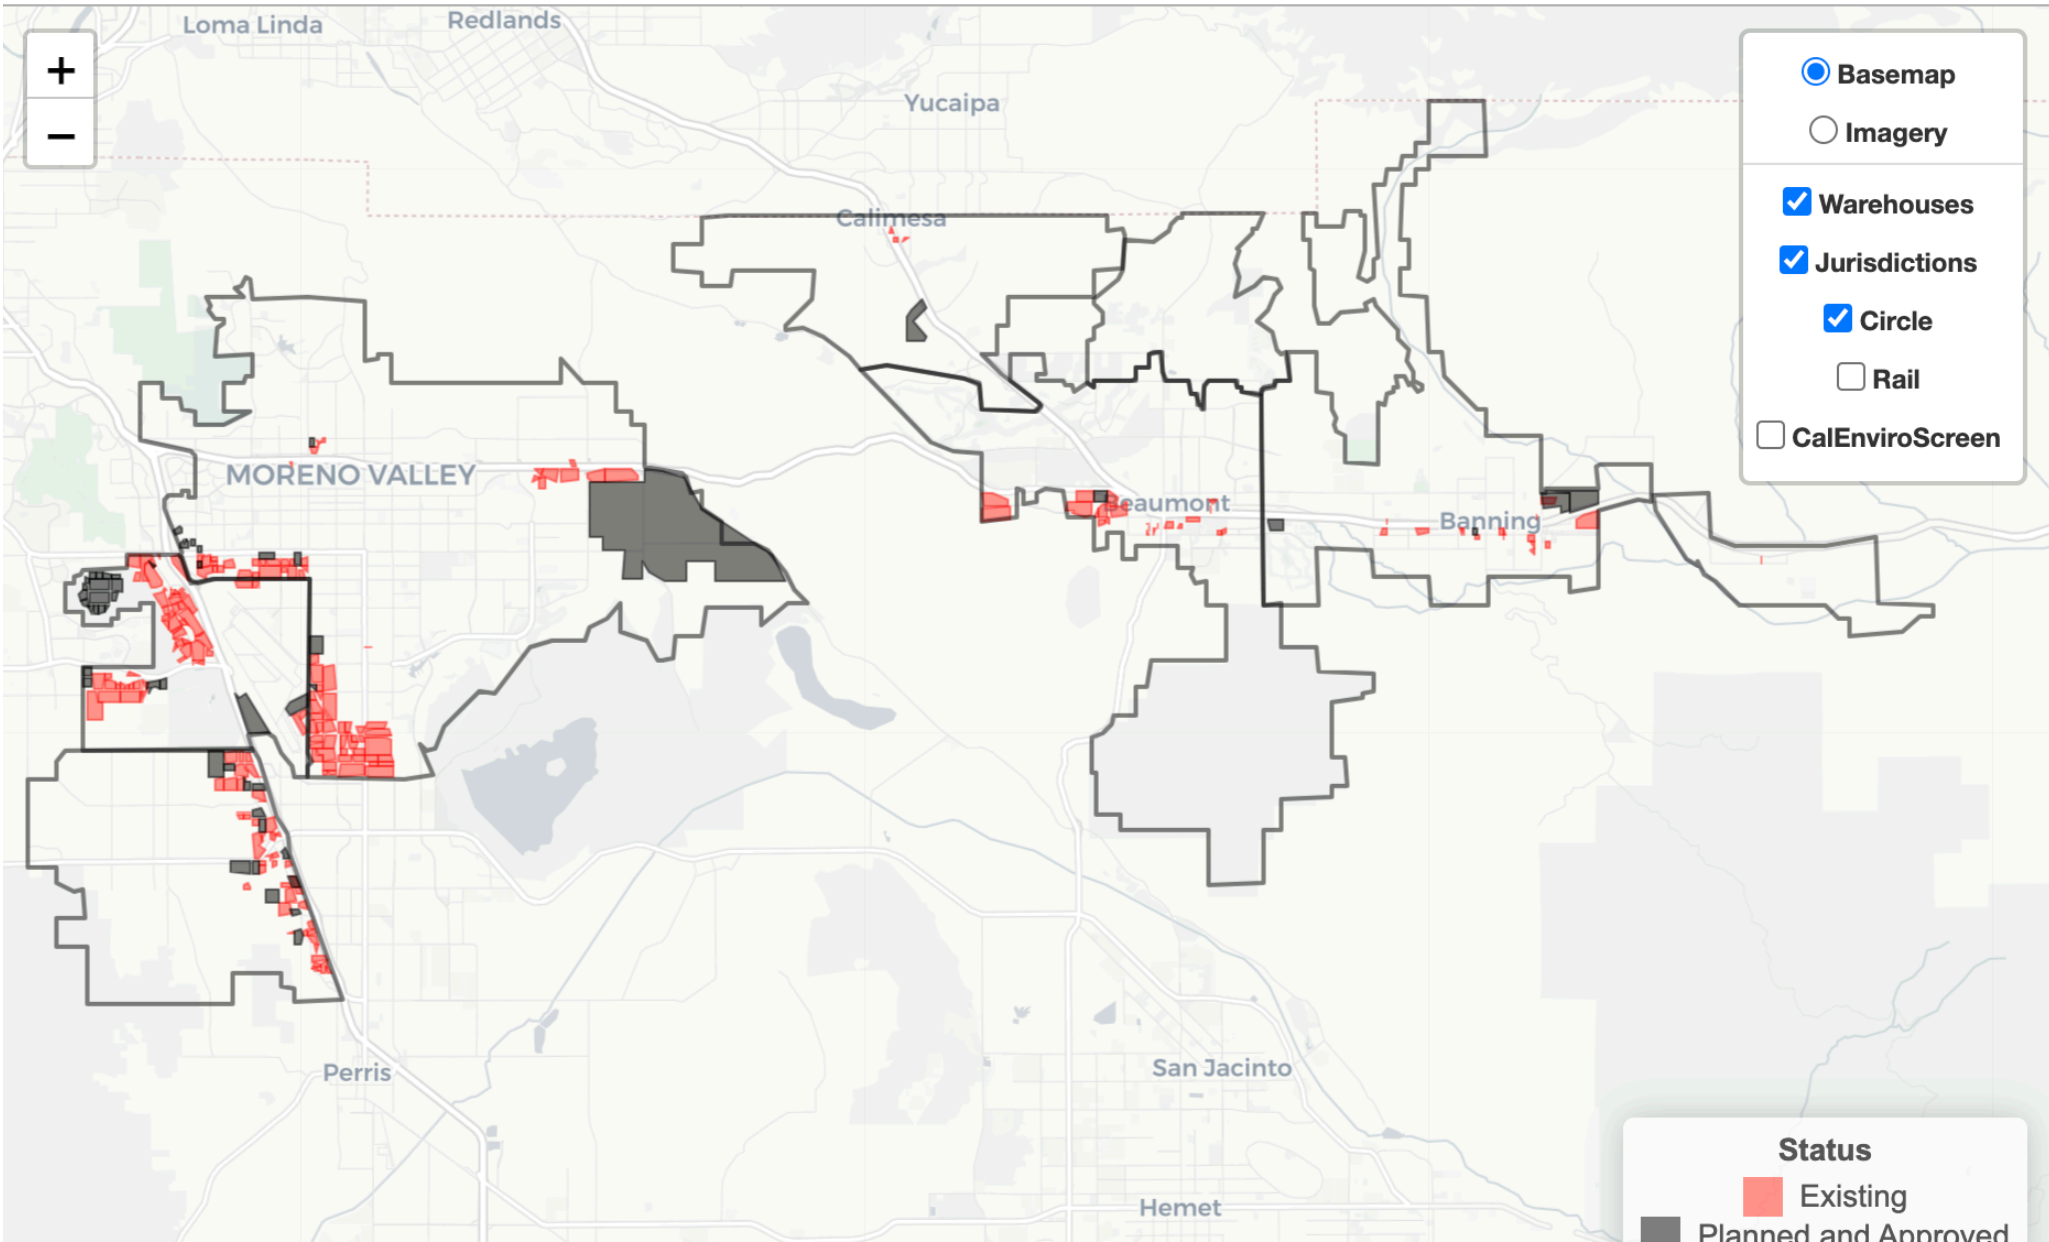 Loma Linda
Redlands
+
−
Yucaipa
Calimesa
MORENO VALLEY
Beaumont
Banning
Perris
San Jacinto
Hemet
Basemap
Imagery
Warehouses
Jurisdictions
Circle
Rail
CalEnviroScreen
Status
Existing
Planned and Approved